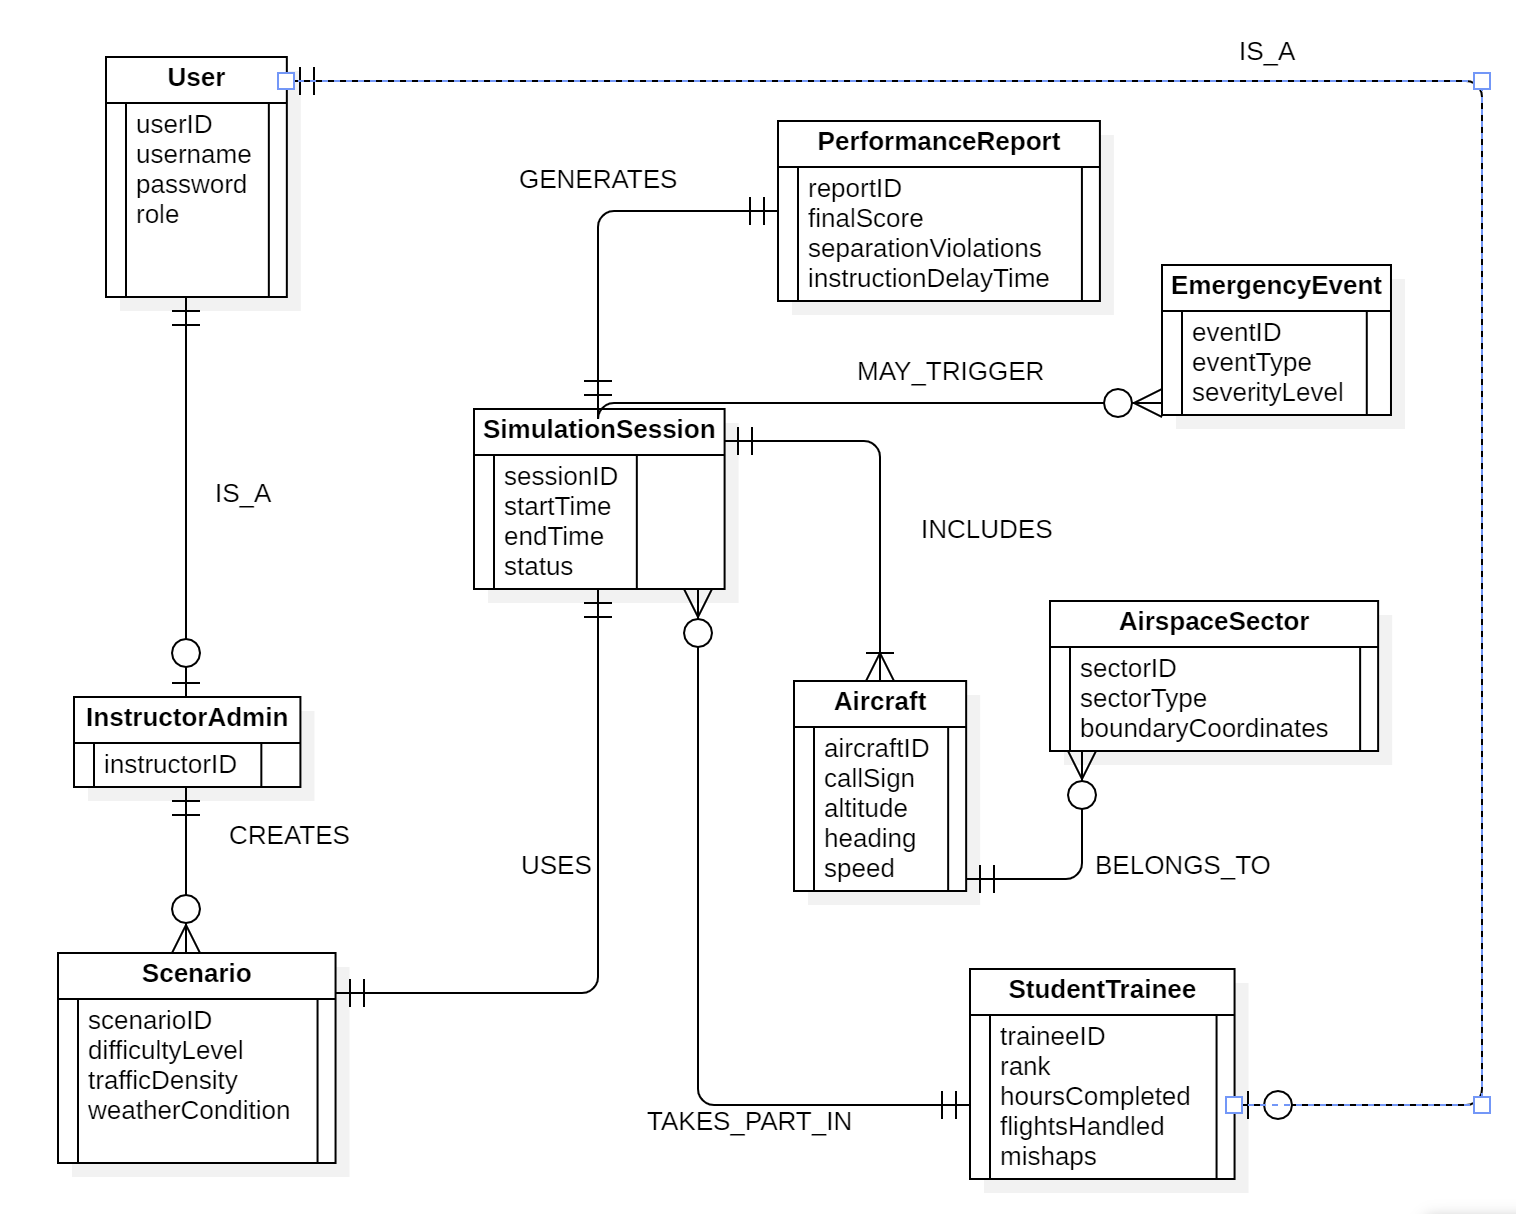 IS_A
User
userID
username
password
role
PerformanceReport
reportID
finalScore
separationViolations
instructionDelayTime
GENERATES
EmergencyEvent
eventID
eventType
severityLevel
MAY_TRIGGER
SimulationSession
sessionID
startTime
endTime
status
IS_A
INCLUDES
AirspaceSector
sectorID
sectorType
boundaryCoordinates
InstructorAdmin
instructorID
Aircraft
aircraftID
callSign
altitude
heading
speed
CREATES
USES
BELONGS_TO
Scenario
scenarioID
difficultyLevel
trafficDensity
weatherCondition
StudentTrainee
traineeID
rank
hoursCompleted
flightsHandled
mishaps
TAKES_PART_IN